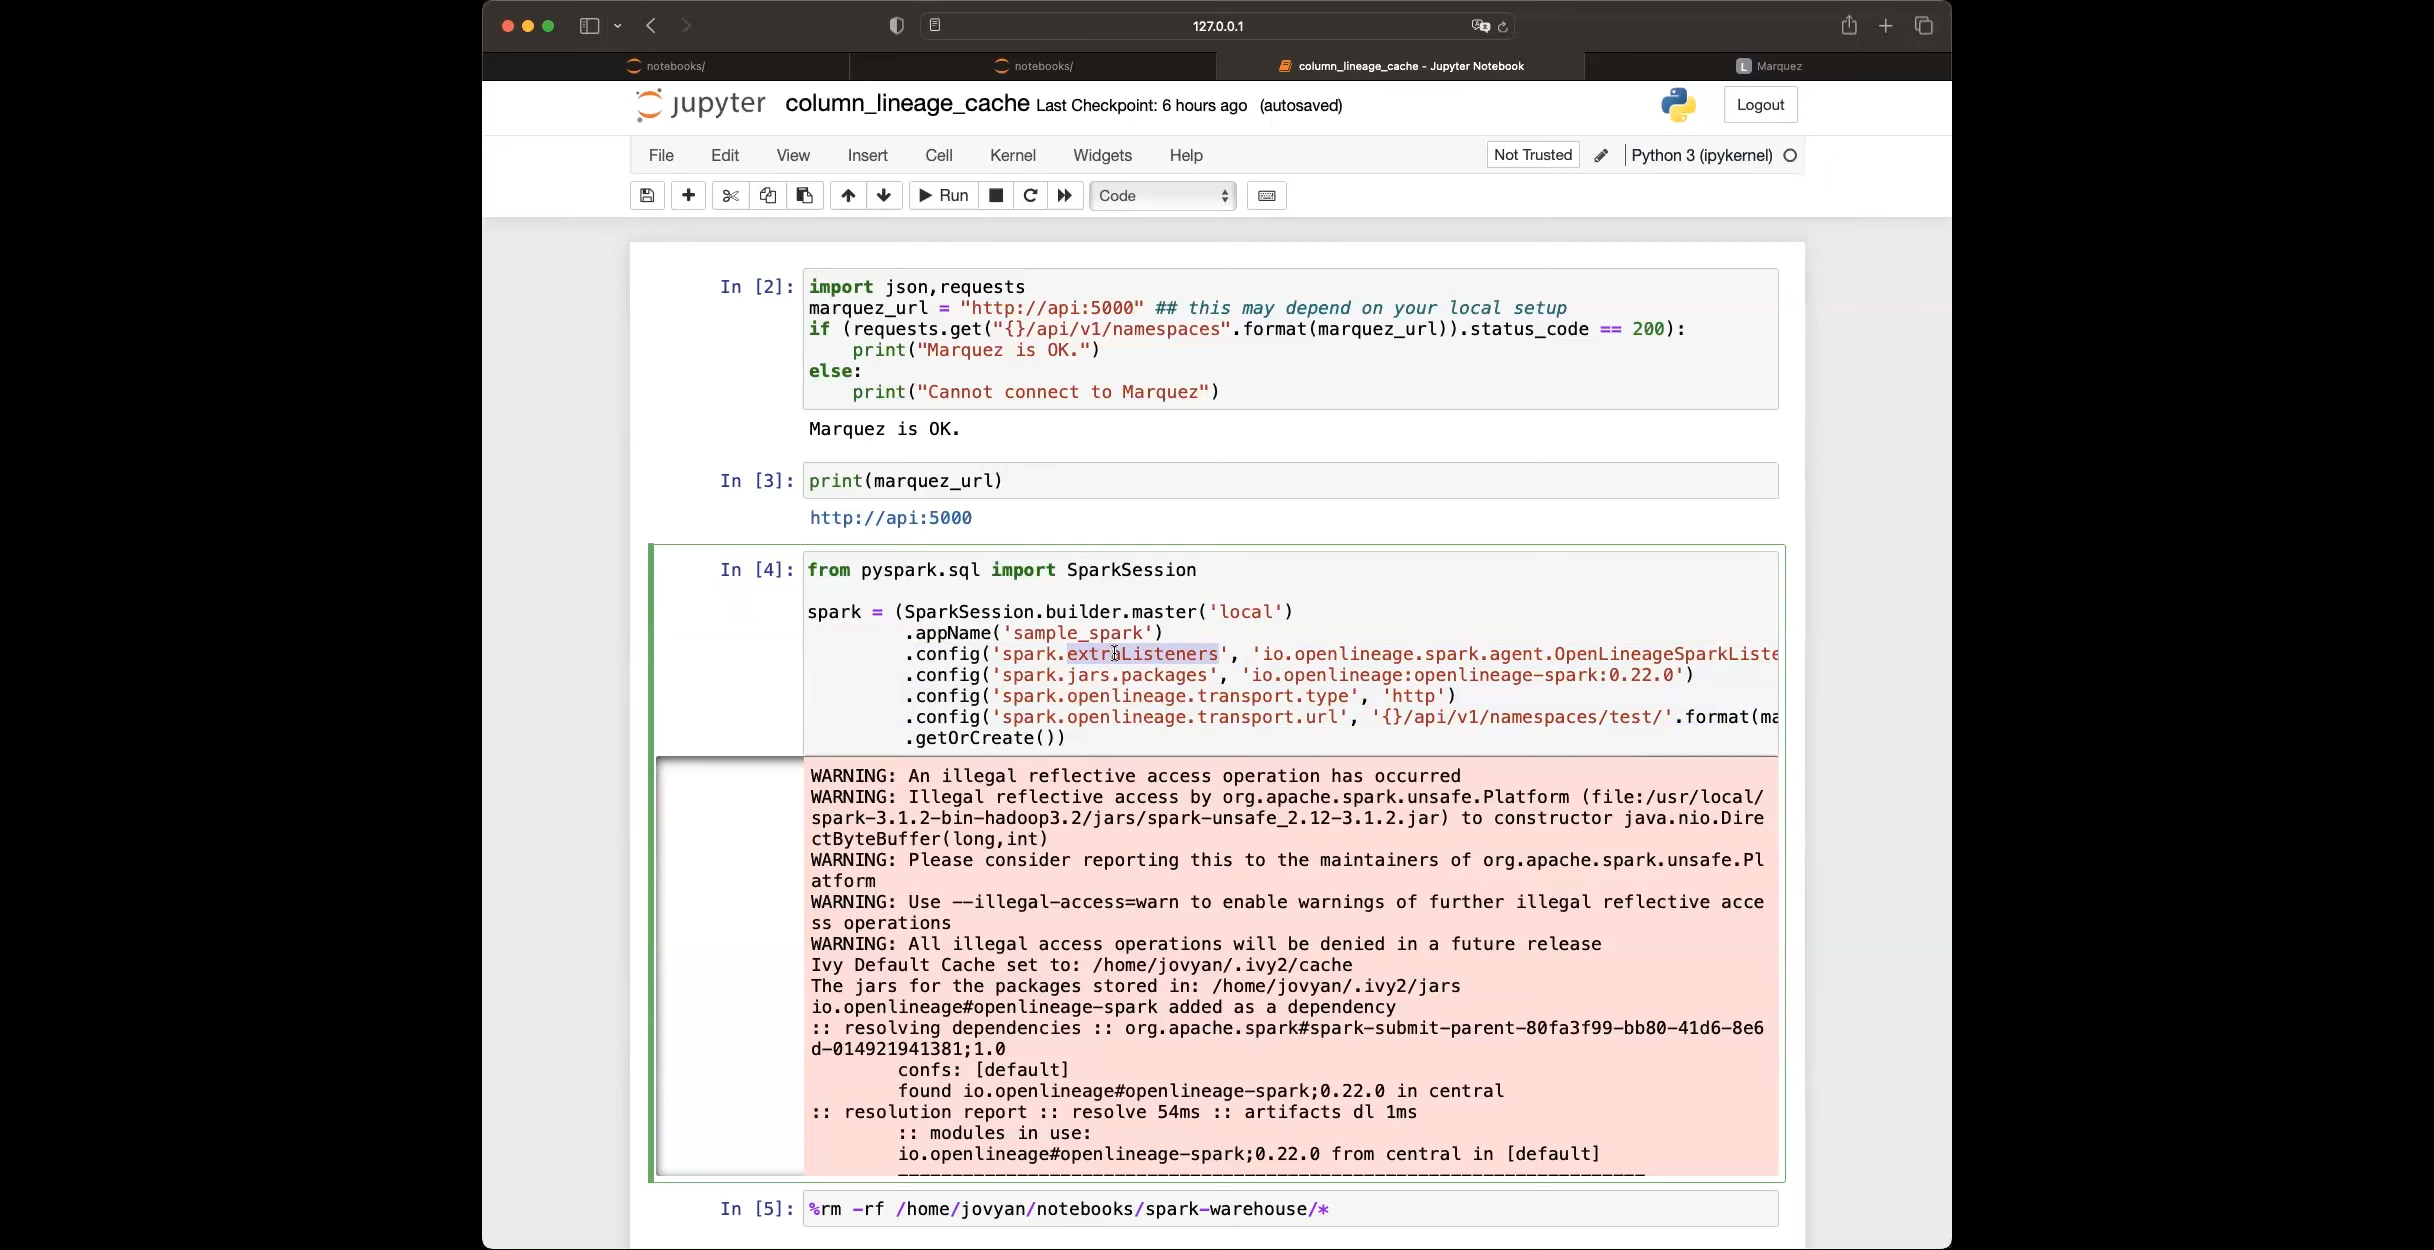 127.0.0.1
notebooks/
notebooks/
column_lineage_cache - Jupyter Notebook
L Marquez
jupyter column_lineage_cache Last Checkpoint: 6 hours ago (autosaved)
Logout
File Edit View Insert Cell Kernel Widgets Help
Not Trusted
Python 3 (ipykernel)
Run
Code
In [2]: import json,requests
marquez_url = "http://api:5000" ## this may depend on your local setup
if (requests.get("{}/api/v1/namespaces".format(marquez_url)).status_code == 200):
    print("Marquez is OK.")
else:
    print("Cannot connect to Marquez")
Marquez is OK.
In [3]: print(marquez_url)
http://api:5000
In [4]: from pyspark.sql import SparkSession
spark = (SparkSession.builder.master('local')
         .appName('sample_spark')
         .config('spark.extraListeners', 'io.openlineage.spark.agent.OpenLineageSparkListe
         .config('spark.jars.packages', 'io.openlineage:openlineage-spark:0.22.0')
         .config('spark.openlineage.transport.type', 'http')
         .config('spark.openlineage.transport.url', '{}/api/v1/namespaces/test/'.format(ma
         .getOrCreate())
WARNING: An illegal reflective access operation has occurred
WARNING: Illegal reflective access by org.apache.spark.unsafe.Platform (file:/usr/local/
spark-3.1.2-bin-hadoop3.2/jars/spark-unsafe_2.12-3.1.2.jar) to constructor java.nio.Dire
ctByteBuffer(long,int)
WARNING: Please consider reporting this to the maintainers of org.apache.spark.unsafe.Pl
atform
WARNING: Use --illegal-access=warn to enable warnings of further illegal reflective acce
ss operations
WARNING: All illegal access operations will be denied in a future release
Ivy Default Cache set to: /home/jovyan/.ivy2/cache
The jars for the packages stored in: /home/jovyan/.ivy2/jars
io.openlineage#openlineage-spark added as a dependency
:: resolving dependencies :: org.apache.spark#spark-submit-parent-80fa3f99-bb80-41d6-8e6
d-014921941381;1.0
        confs: [default]
        found io.openlineage#openlineage-spark;0.22.0 in central
:: resolution report :: resolve 54ms :: artifacts dl 1ms
        :: modules in use:
        io.openlineage#openlineage-spark;0.22.0 from central in [default]
        ---------------------------------------------------------------------
In [5]: %rm -rf /home/jovyan/notebooks/spark-warehouse/*